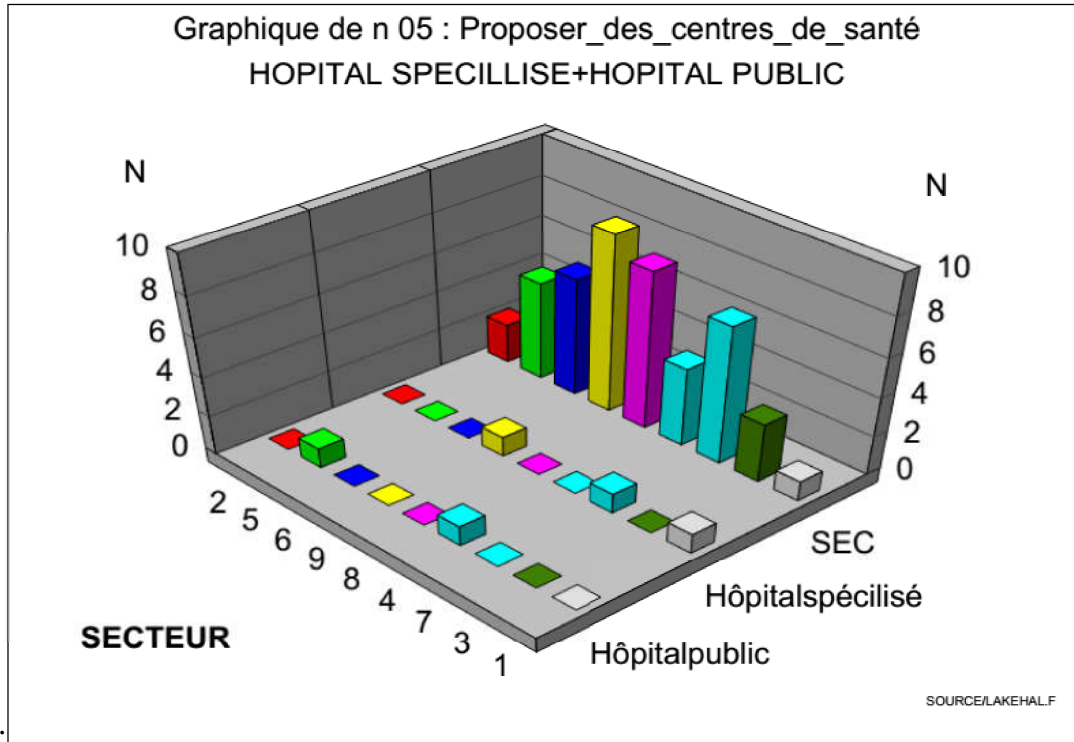 Graphique de n 05 : Proposer_des_centres_de_santé
HOPITAL SPECILLISE+HOPITAL PUBLIC
N
N
10
8
6
4
2
0
10
8
6
4
2
0
2
5
6
9
8
4
7
3
1
SEC
Hôpitalspécilisé
Hôpitalpublic
SECTEUR
SOURCE/LAKEHAL.F
.